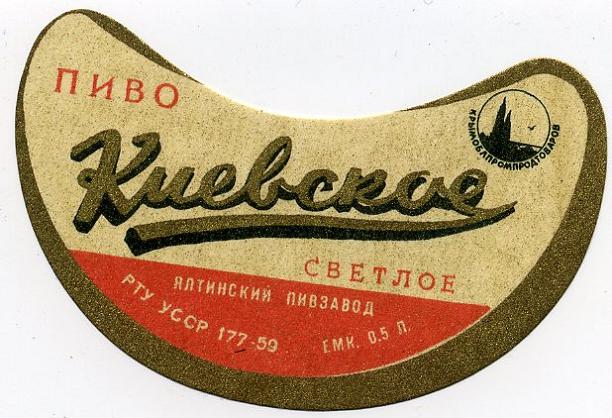 ПИВО
КРЫМОБЛПРОМПРОДТОВАРОВ
Киевское
СВЕТЛОЕ
ЯЛТИНСКИЙ ПИВЗАВОД
РТУ УССР 177-59 ЕМК. 0,5 Л.